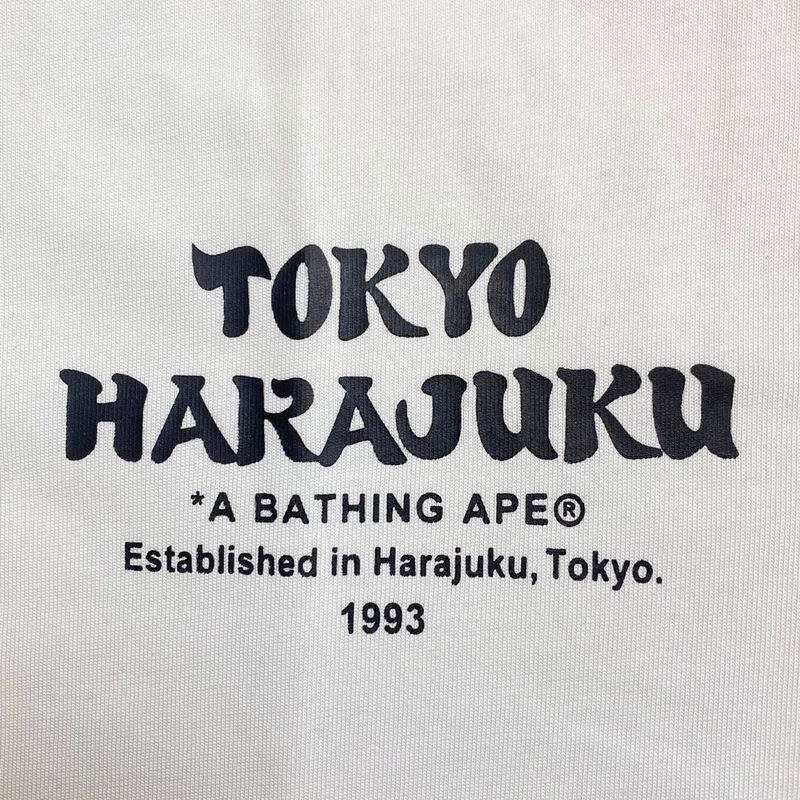 TOKYO
HARAJUKU
*A BATHING APE®
Established in Harajuku, Tokyo.
1993